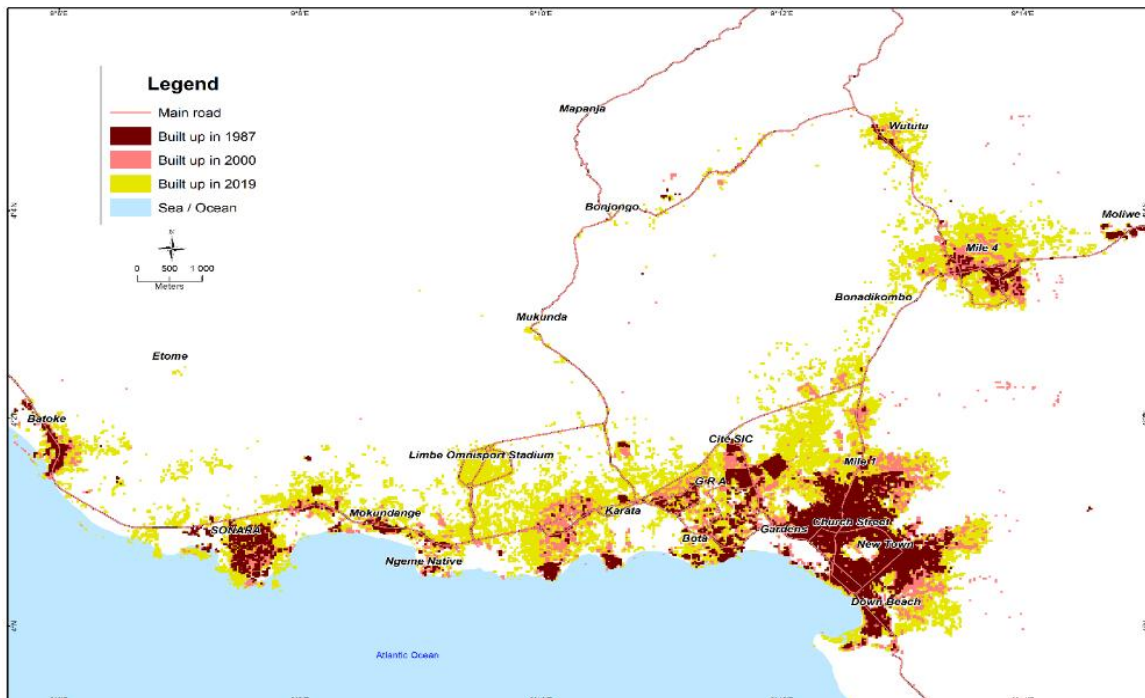 Legend
Main road
Built up in 1987
Built up in 2000
Built up in 2019
Sea / Ocean
N
0 500 1 000
Meters
Mapanja
Wututu
Bonjongo
Moliwe
Mile 4
Bonadikombo
Mukunda
Etome
Batoke
Cité SIC
Limbe Omnisport Stadium
Mile 1
G R A
Karata
Mokundange
SONARA
Church Street
Gardens
Bota
New Town
Ngeme Native
Down Beach
Atlantic Ocean